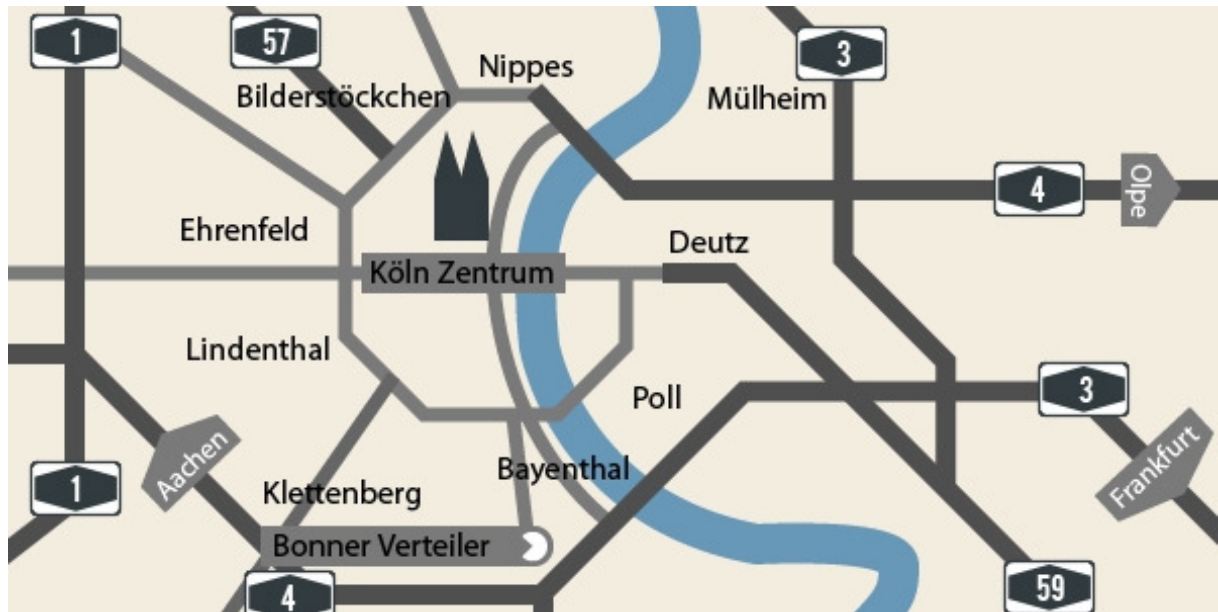 1
57
Nippes
3
Bilderstöckchen
Mülheim
4
Olpe
Ehrenfeld
Deutz
Köln Zentrum
Lindenthal
Poll
3
Aachen
Frankfurt
1
Bayenthal
Klettenberg
Bonner Verteiler
4
59